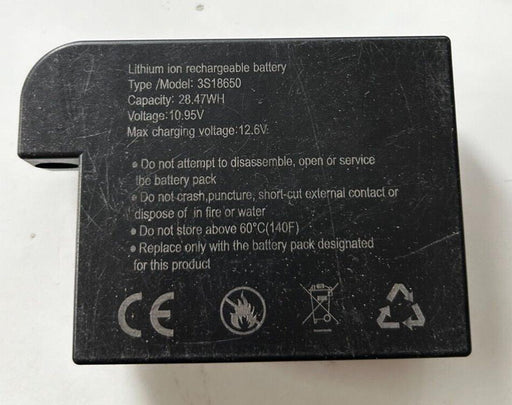 Lithium ion rechargeable battery
Type /Model: 3S18650
Capacity: 28.47WH
Voltage: 10.95V
Max charging voltage:12.6V
● Do not attempt to disassemble, open or service
the battery pack
● Do not crash,puncture, short-cut external contact or
dispose of in fire or water
● Do not store above 60°C(140F)
● Replace only with the battery pack designated
for this product
CE